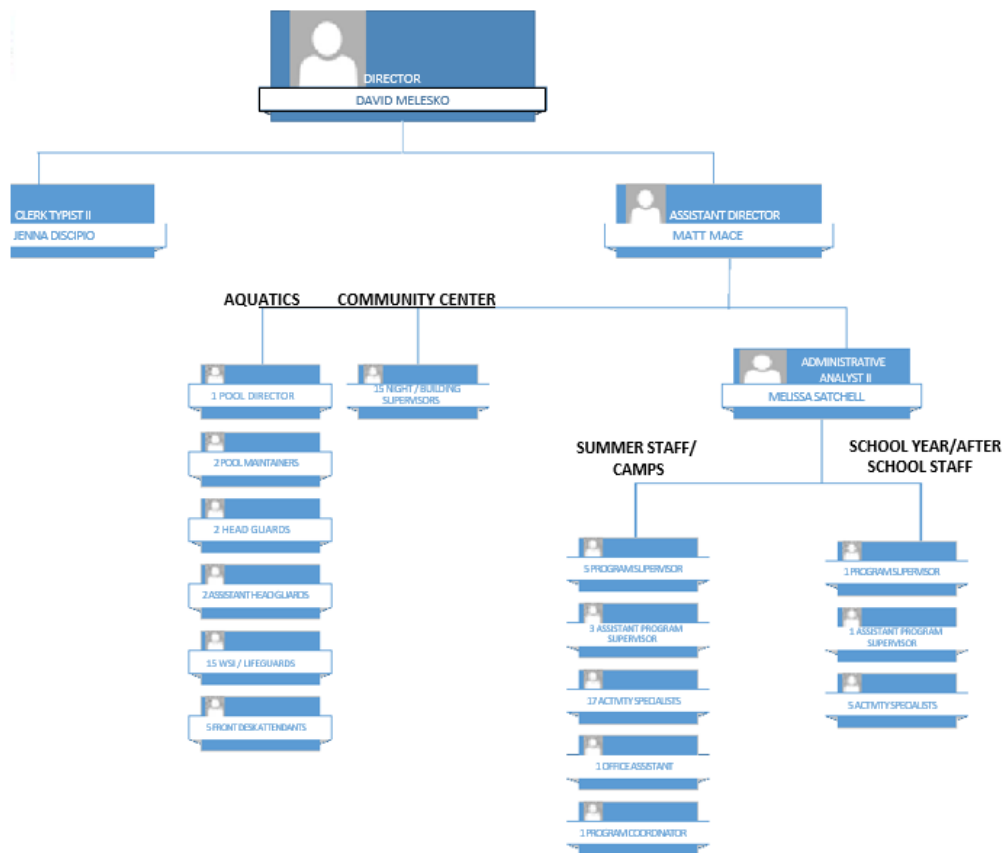 DIRECTOR
DAVID MELESKO
CLERK TYPIST II
JENNA DISCIPIO
ASSISTANT DIRECTOR
MATT MACE
AQUATICS
COMMUNITY CENTER
1 POOL DIRECTOR
2 POOL MAINTAINERS
2 HEAD GUARDS
2 ASSISTANT HEAD GUARDS
15 WSI / LIFEGUARDS
5 FRONT DESK ATTENDANTS
15 NIGHT / BUILDING
SUPERVISORS
ADMINISTRATIVE
ANALYST II
MELISSA SATCHELL
SUMMER STAFF/
CAMPS
5 PROGRAM SUPERVISOR
3 ASSISTANT PROGRAM
SUPERVISOR
17 ACTIVITY SPECIALISTS
1 OFFICE ASSISTANT
1 PROGRAM COORDINATOR
SCHOOL YEAR/AFTER
SCHOOL STAFF
1 PROGRAM SUPERVISOR
1 ASSISTANT PROGRAM
SUPERVISOR
5 ACTIVITY SPECIALISTS